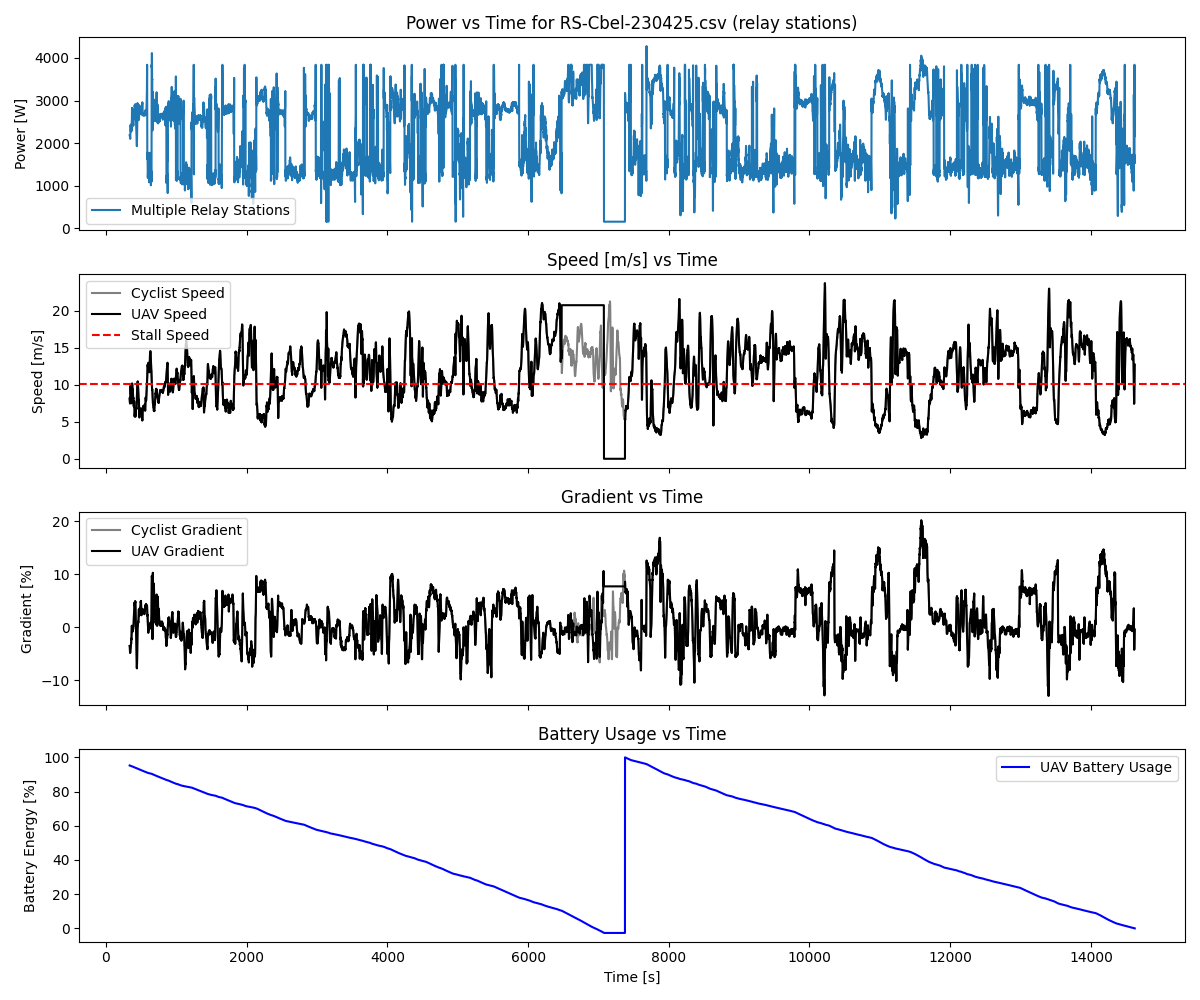 Power vs Time for RS-Cbel-230425.csv (relay stations)
Power [W]
4000
3000
2000
1000
0
Multiple Relay Stations
Speed [m/s] vs Time
Speed [m/s]
20
15
10
5
0
Cyclist Speed
UAV Speed
Stall Speed
Gradient vs Time
Gradient [%]
20
10
0
−10
Cyclist Gradient
UAV Gradient
Battery Usage vs Time
Battery Energy [%]
100
80
60
40
20
0
UAV Battery Usage
0 2000 4000 6000 8000 10000 12000 14000
Time [s]